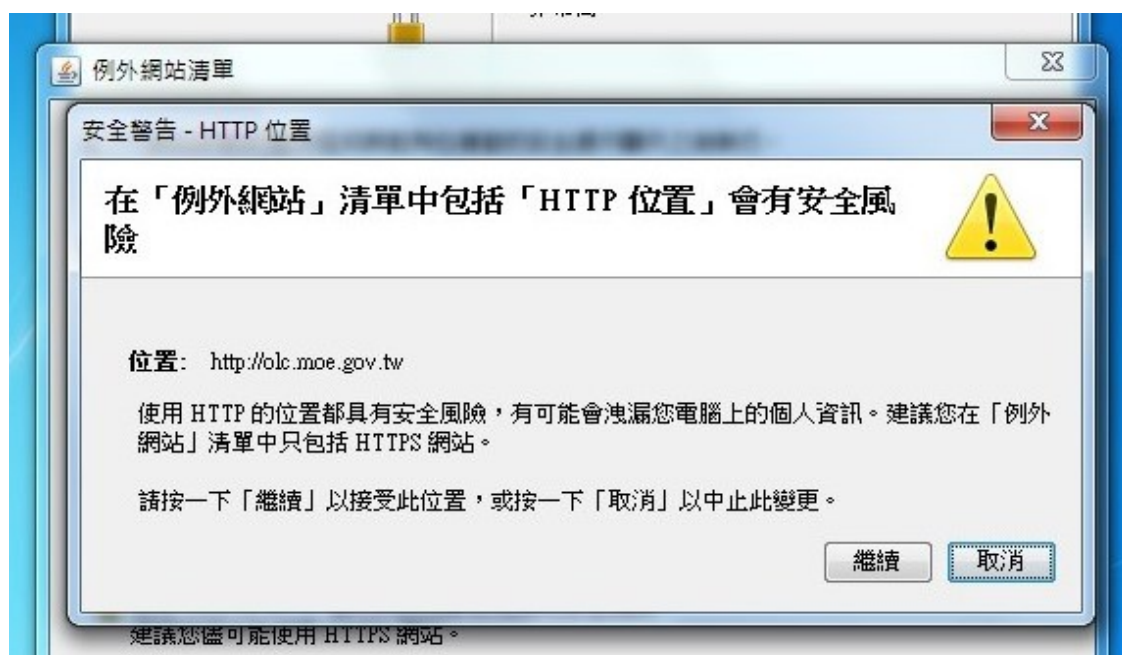 例外網站清單
安全警告 - HTTP 位置
在「例外網站」清單中包括「HTTP 位置」會有安全風
險
位置: http://olc.moe.gov.tw
使用 HTTP 的位置都具有安全風險，有可能會洩漏您電腦上的個人資訊。建議您在「例外
網站」清單中只包括 HTTPS 網站。
請按一下「繼續」以接受此位置，或按一下「取消」以中止此變更。
繼續 取消
建議您儘可能使用 HTTPS 網站。